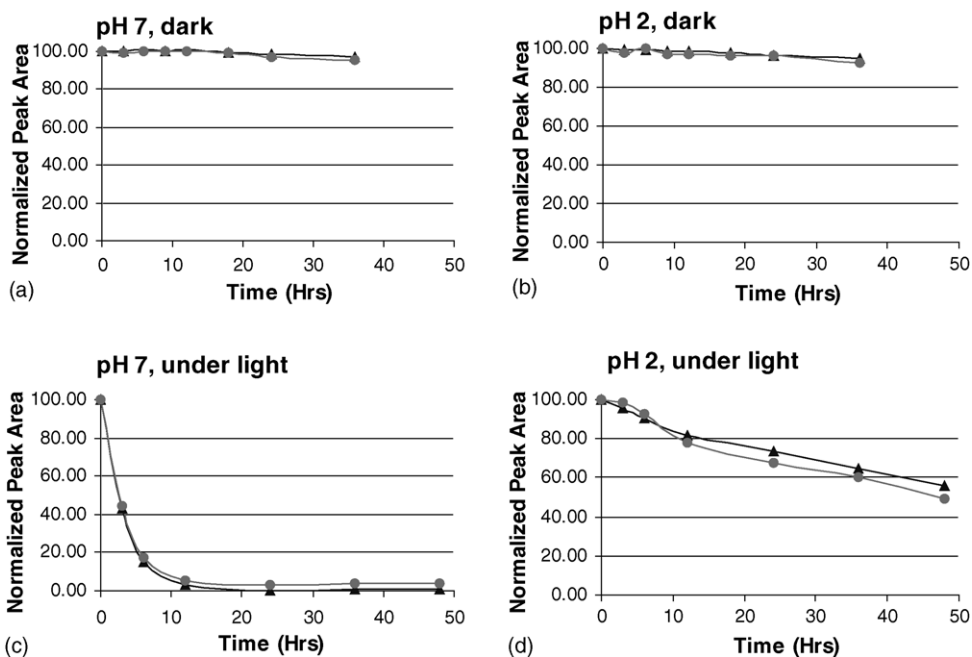 pH 7, dark
Normalized Peak Area
100.00
80.00
60.00
40.00
20.00
0.00
0 10 20 30 40 50
Time (Hrs)
(a)
pH 2, dark
Normalized Peak Area
100.00
80.00
60.00
40.00
20.00
0.00
0 10 20 30 40 50
Time (Hrs)
(b)
pH 7, under light
Normalized Peak Area
100.00
80.00
60.00
40.00
20.00
0.00
0 10 20 30 40 50
Time (Hrs)
(c)
pH 2, under light
Normalized Peak Area
100.00
80.00
60.00
40.00
20.00
0.00
0 10 20 30 40 50
Time (Hrs)
(d)